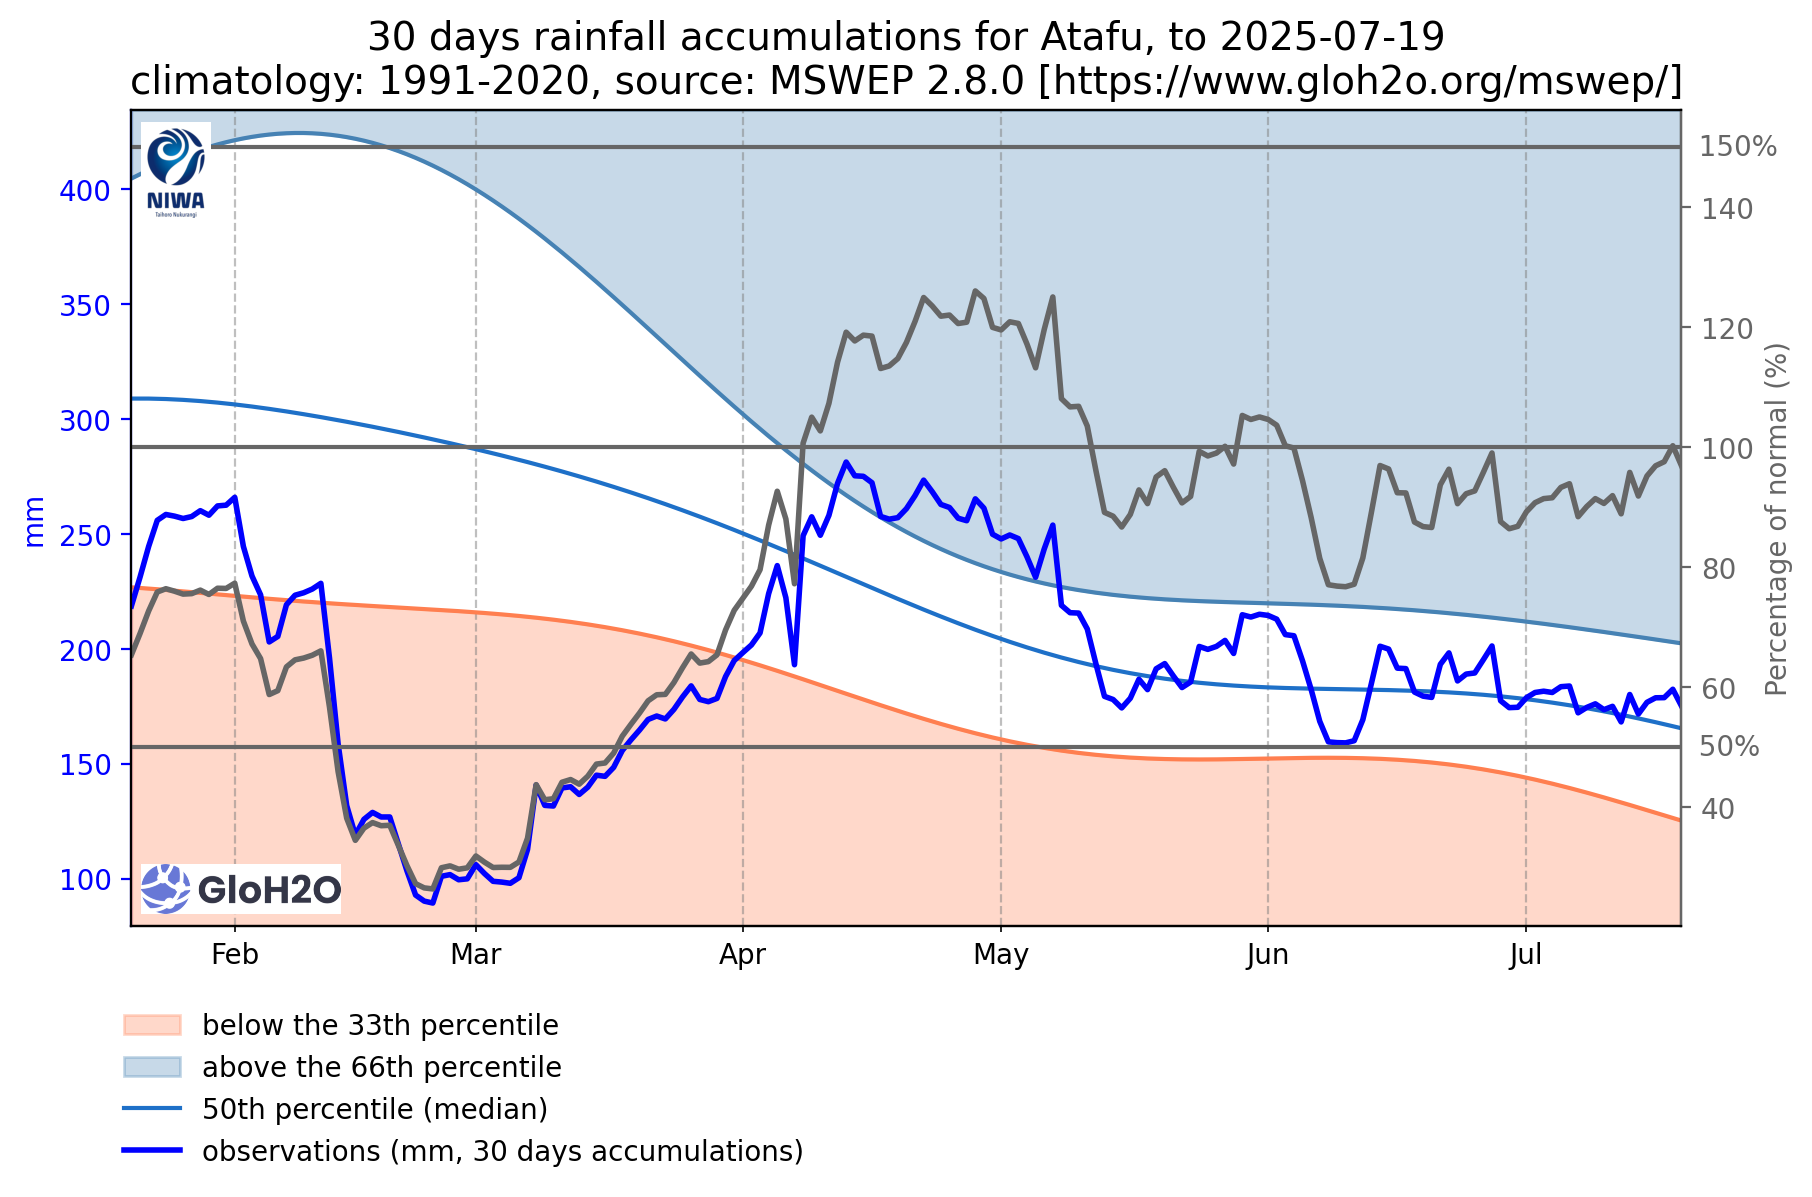 30 days rainfall accumulations for Atafu, to 2025-07-19
climatology: 1991-2020, source: MSWEP 2.8.0 [https://www.gloh2o.org/mswep/]
NIWA
Taihoro Nukurangi
mm
400
350
300
250
200
150
100
150%
140
120
100
80
60
50%
40
Percentage of normal (%)
GloH2O
Feb
Mar
Apr
May
Jun
Jul
below the 33th percentile
above the 66th percentile
50th percentile (median)
observations (mm, 30 days accumulations)